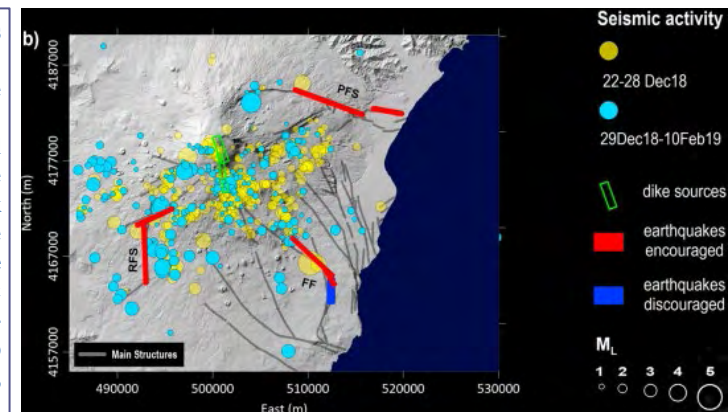 b)
Seismic activity
22-28 Dec18
29Dec18-10Feb19
dike sources
earthquakes
encouraged
earthquakes
discouraged
M_L
1 2 3 4 5
4187000
4177000
4167000
4157000
North (m)
PFS
RFS
FF
Main Structures
490000 500000 510000 520000 530000
East (m)